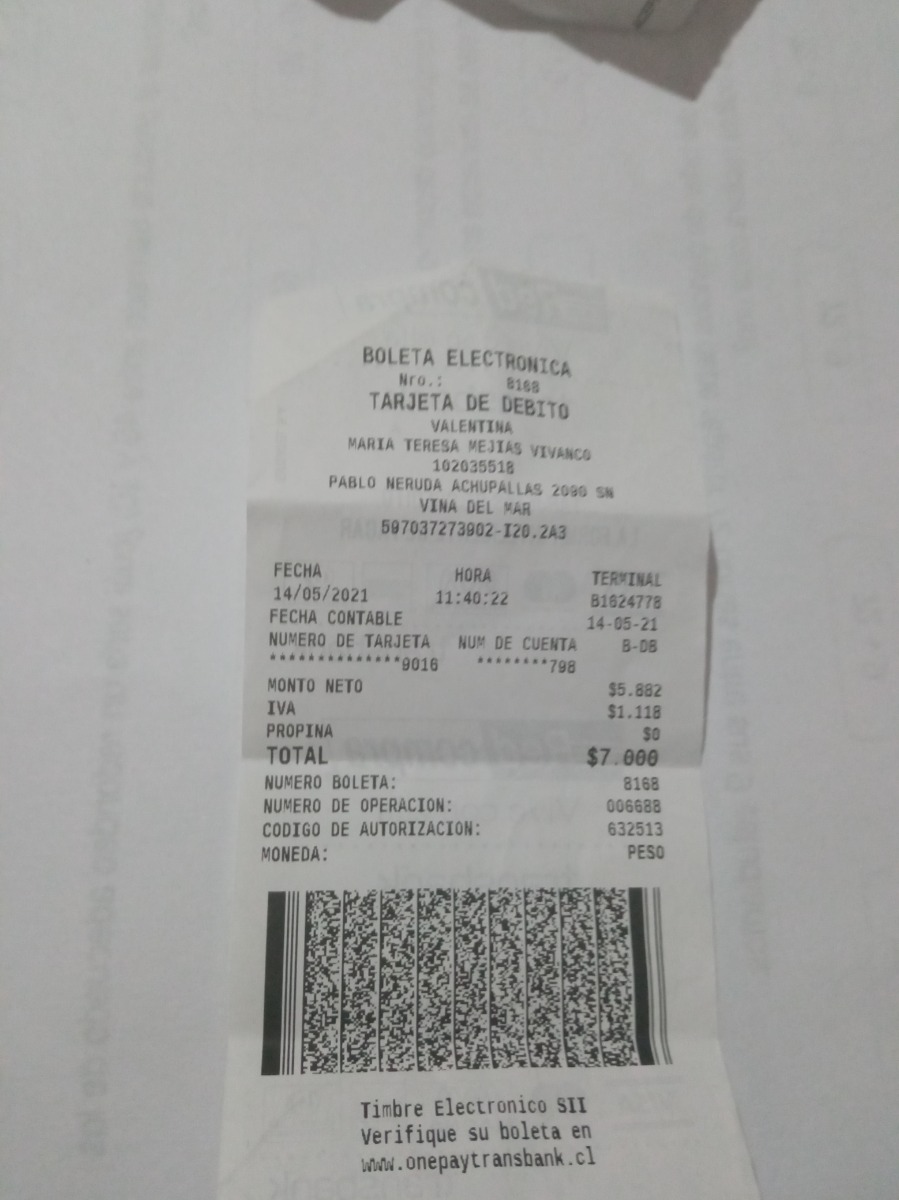 BOLETA ELECTRONICA
Nro.: 8168
TARJETA DE DEBITO
VALENTINA
MARIA TERESA MEJIAS VIVANCO
102035518
PABLO NERUDA ACHUPALLAS 2090 SN
VINA DEL MAR
597037273902-I20.2A3
FECHA HORA TERMINAL
14/05/2021 11:40:22 B1624778
FECHA CONTABLE 14-05-21
NUMERO DE TARJETA NUM DE CUENTA B-DB
**************9016 ********798
MONTO NETO $5.882
IVA $1.118
PROPINA $0
TOTAL $7.000
NUMERO BOLETA: 8168
NUMERO DE OPERACION: 006688
CODIGO DE AUTORIZACION: 632513
MONEDA: PESO
Timbre Electronico SII
Verifique su boleta en
www.onepaytransbank.cl